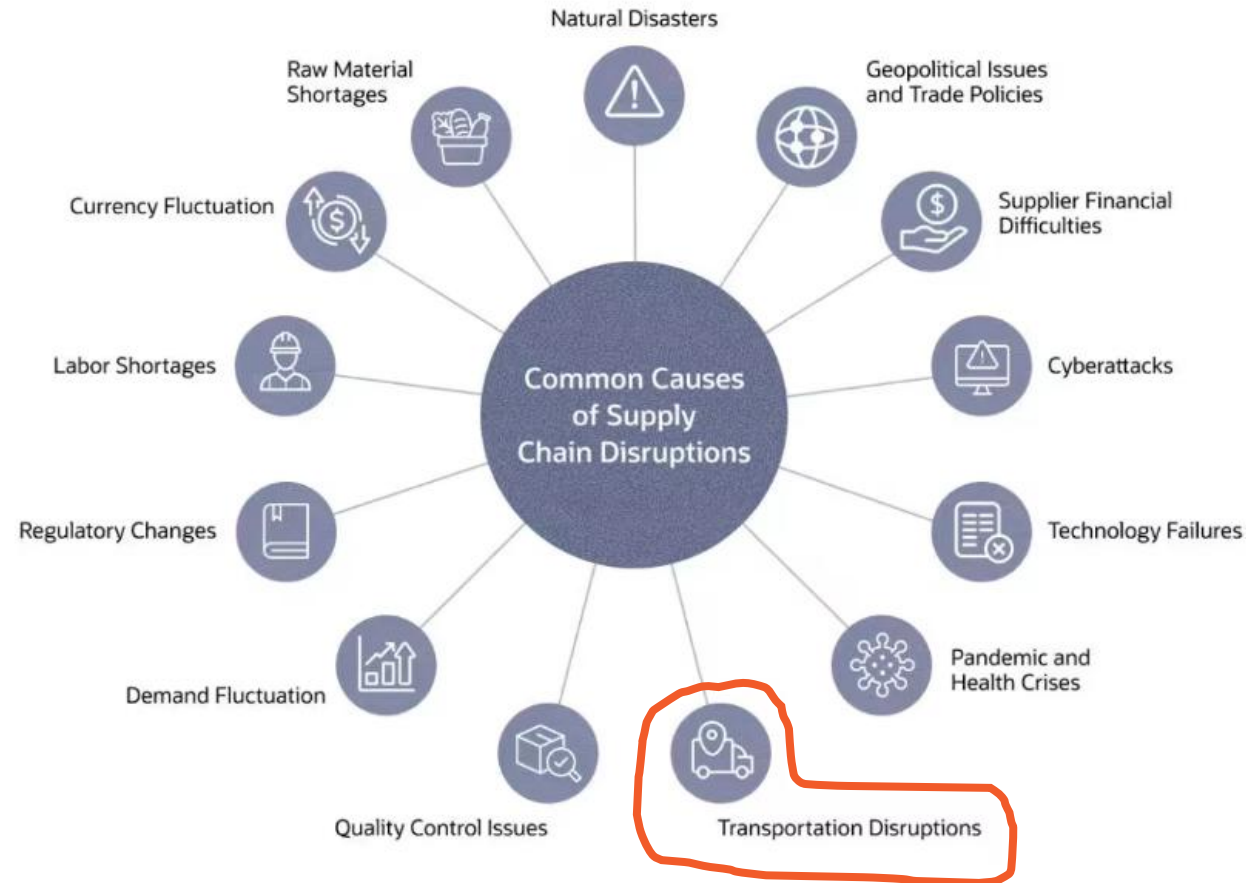 Natural Disasters
Geopolitical Issues
and Trade Policies
Supplier Financial
Difficulties
Cyberattacks
Technology Failures
Pandemic and
Health Crises
Transportation Disruptions
Quality Control Issues
Demand Fluctuation
Regulatory Changes
Labor Shortages
Currency Fluctuation
Raw Material
Shortages
Common Causes
of Supply
Chain Disruptions